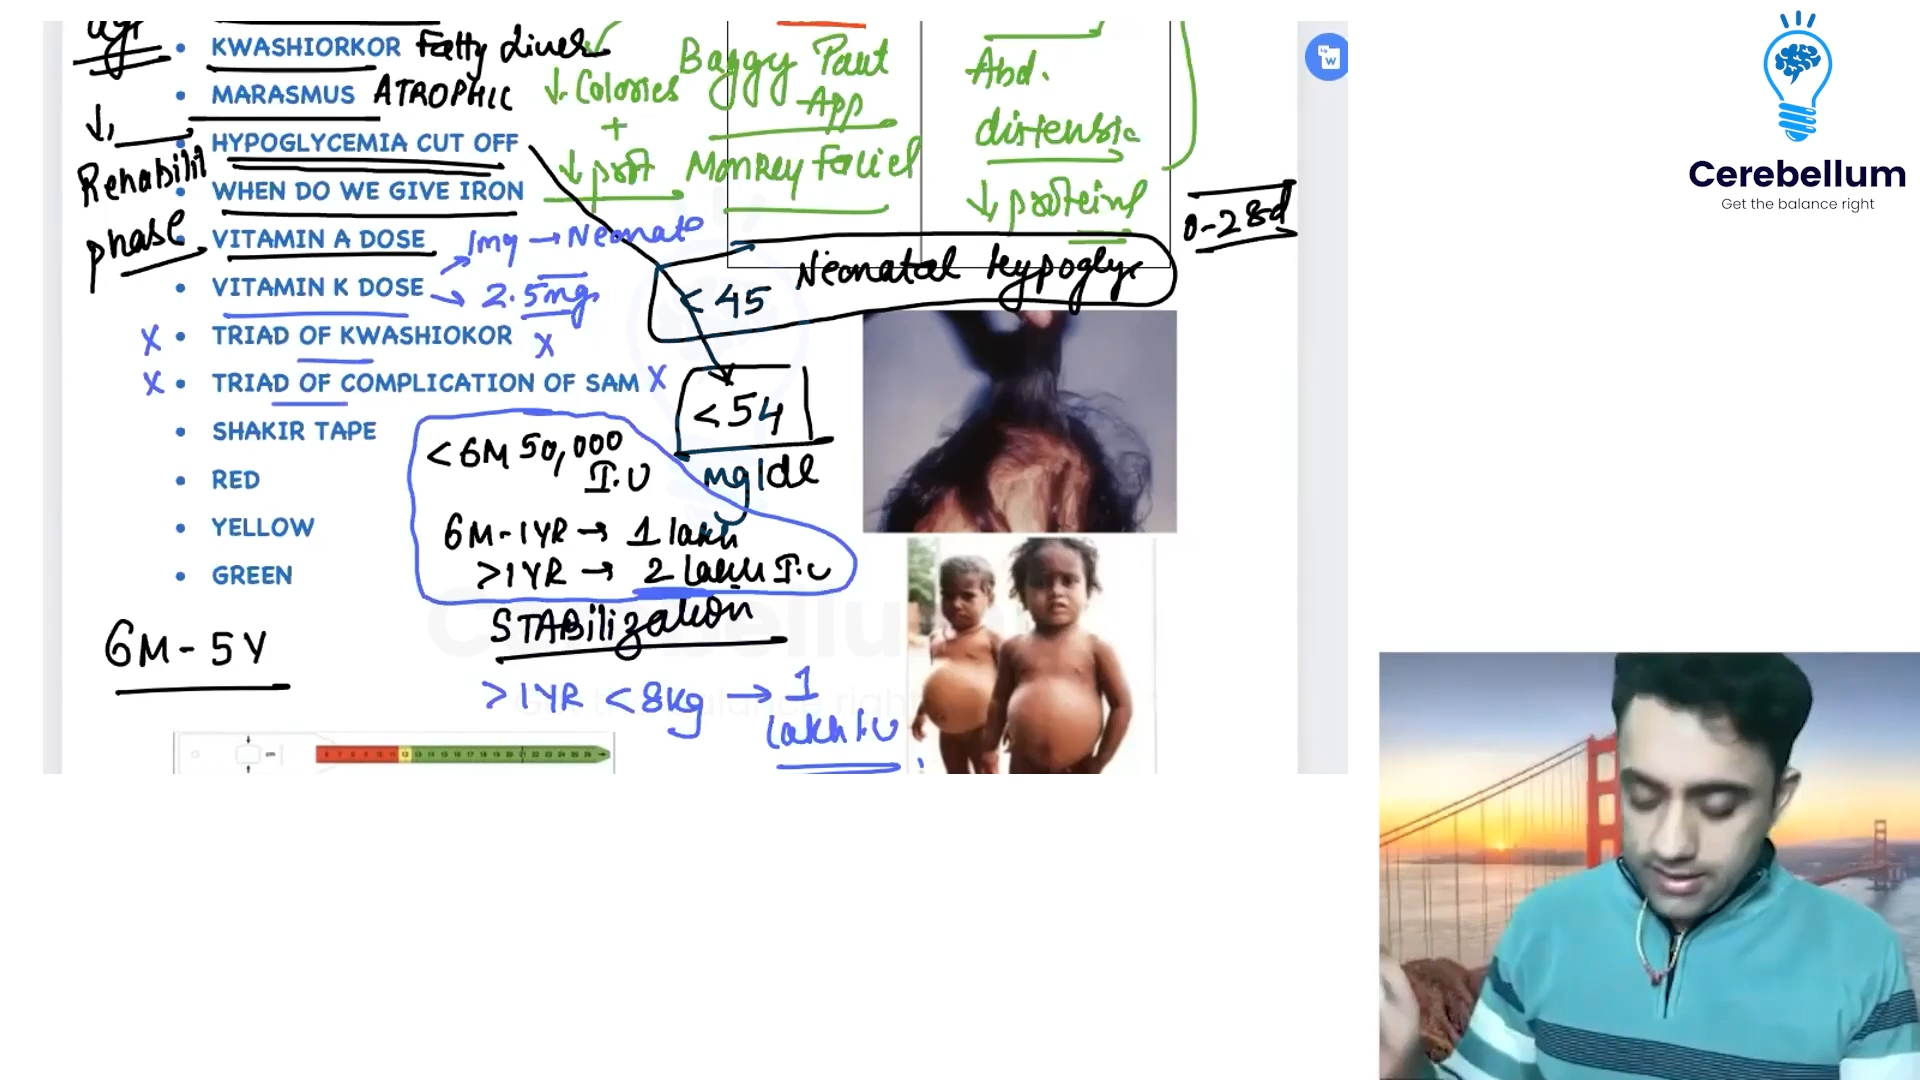 KWASHIORKOR Fatty Liver
MARASMUS ATROPHIC
HYPOGLYCEMIA CUT OFF
WHEN DO WE GIVE IRON
VITAMIN A DOSE
VITAMIN K DOSE
1mg → Neonate
→ 2.5mg
X TRIAD OF KWASHIOKOR X
X TRIAD OF COMPLICATION OF SAM X
SHAKIR TAPE
RED
YELLOW
GREEN
↓
Rehabilit
phase
↓ Calories
+
↓ prot
Baggy Pant
App
Monkey Facies
Abd.
distensio
↓ proteins
0-28d
< 45 Neonatal Hypoglyc
< 54
mg/dl
< 6M 50,000
I.U
6M-1YR → 1 lakh
>1YR → 2 lakh I.U
STABilization
6M - 5Y
>1YR <8kg → 1
lakh I.U
cm
Cerebellum
Get the balance right